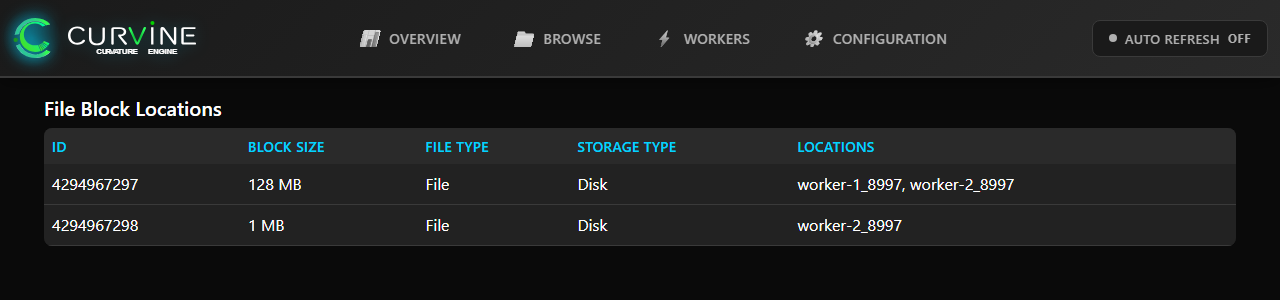 CURVINE
CURVATURE ENGINE
OVERVIEW
BROWSE
WORKERS
CONFIGURATION
AUTO REFRESH OFF
File Block Locations
ID BLOCK SIZE FILE TYPE STORAGE TYPE LOCATIONS
4294967297 128 MB File Disk worker-1_8997, worker-2_8997
4294967298 1 MB File Disk worker-2_8997